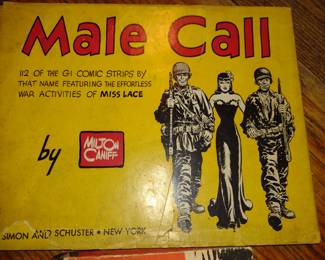 Male Call
112 OF THE GI COMIC STRIPS BY
THAT NAME FEATURING THE EFFORTLESS
WAR ACTIVITIES OF MISS LACE
by
MILTON
CANIFF
SIMON AND SCHUSTER • NEW YORK